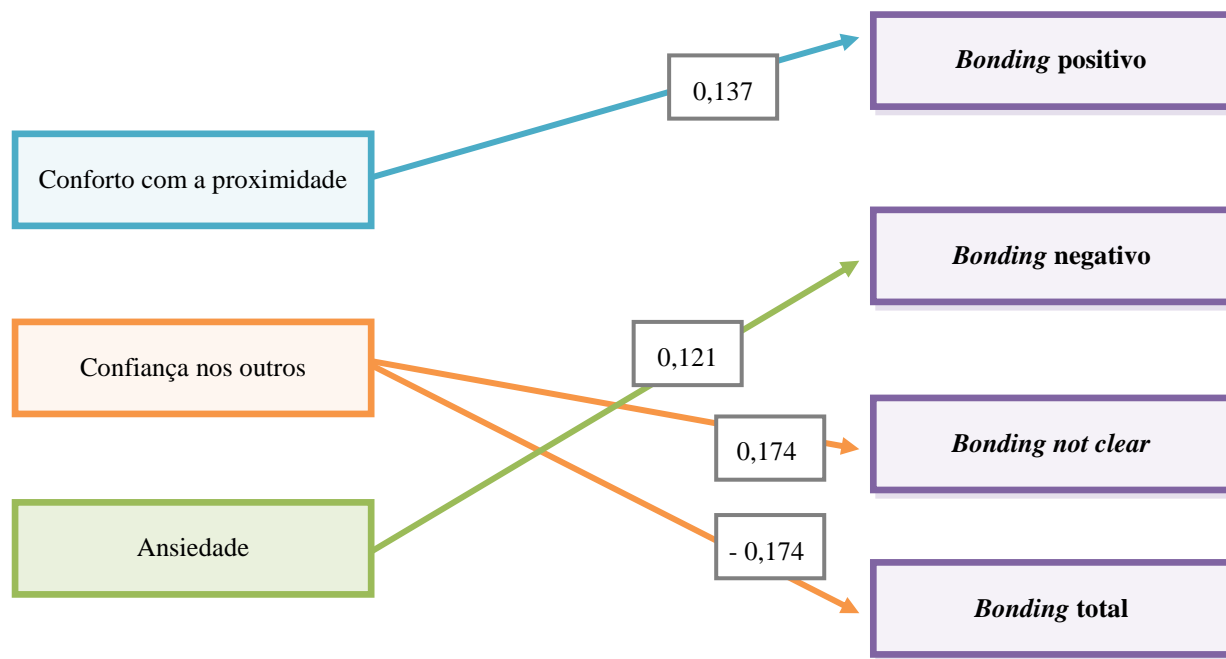 Bonding positivo
0,137
Conforto com a proximidade
Bonding negativo
0,121
Confiança nos outros
Bonding not clear
0,174
Ansiedade
- 0,174
Bonding total